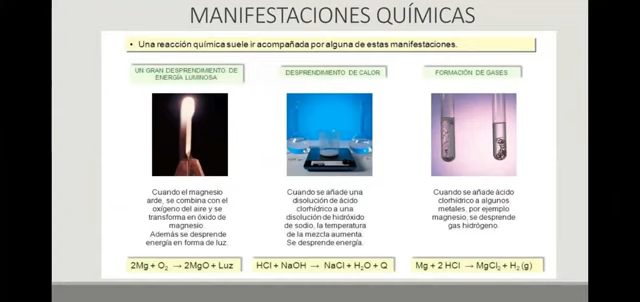 MANIFESTACIONES QUÍMICAS
• Una reacción química suele ir acompañada por alguna de estas manifestaciones.
UN GRAN DESPRENDIMIENTO DE
ENERGÍA LUMINOSA
Cuando el magnesio
arde, se combina con el
oxígeno del aire y se
transforma en óxido de
magnesio
Además se desprende
energía en forma de luz.
2Mg + O₂ → 2MgO + Luz
DESPRENDIMIENTO DE CALOR
Cuando se añade una
disolución de ácido
clorhídrico a una
disolución de hidróxido
de sodio, la temperatura
de la mezcla aumenta.
Se desprende energía.
HCl + NaOH → NaCl + H₂O + Q
FORMACIÓN DE GASES
Cuando se añade ácido
clorhídrico a algunos
metales, por ejemplo
magnesio, se desprende
gas hidrógeno
Mg + 2 HCl → MgCl₂ + H₂ (g)